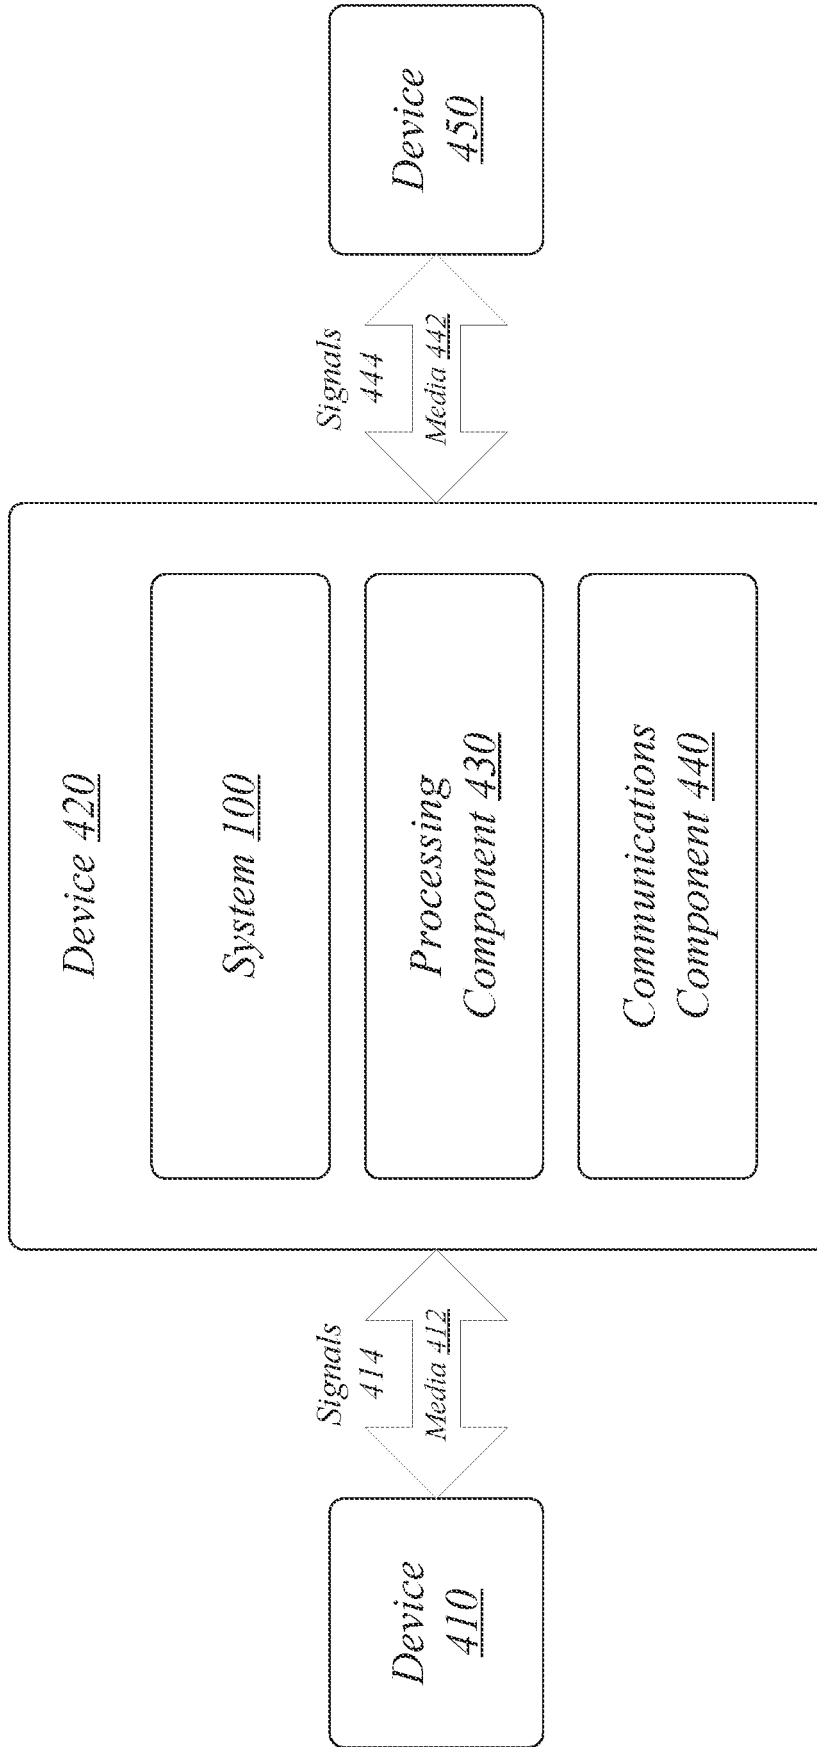 Device 420
System 100
Processing
Component 430
Communications
Component 440
Device
410
Signals
414
Media 412
Signals
444
Media 442
Device
450